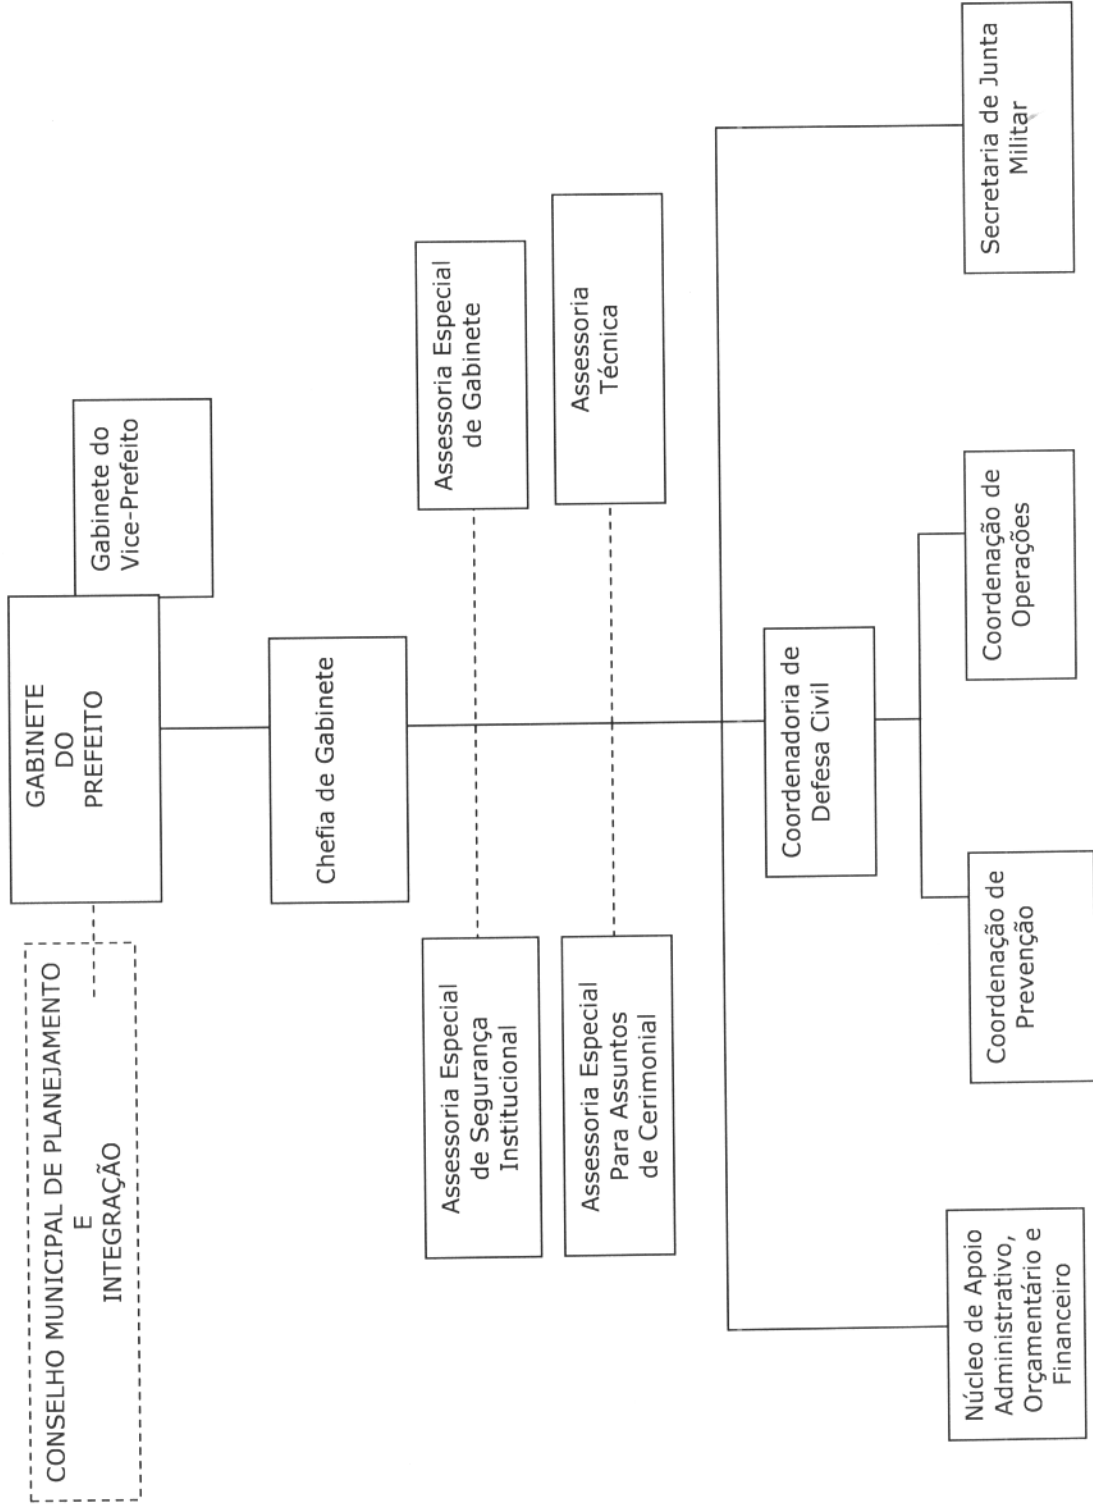 CONSELHO MUNICIPAL DE PLANEJAMENTO
E
INTEGRAÇÃO
GABINETE
DO
PREFEITO
Gabinete do
Vice-Prefeito
Chefia de Gabinete
Assessoria Especial
de Segurança
Institucional
Assessoria Especial
de Gabinete
Assessoria Especial
Para Assuntos
de Cerimonial
Assessoria
Técnica
Coordenadoria de
Defesa Civil
Núcleo de Apoio
Administrativo,
Orçamentário e
Financeiro
Coordenação de
Prevenção
Coordenação de
Operações
Secretaria de Junta
Militar